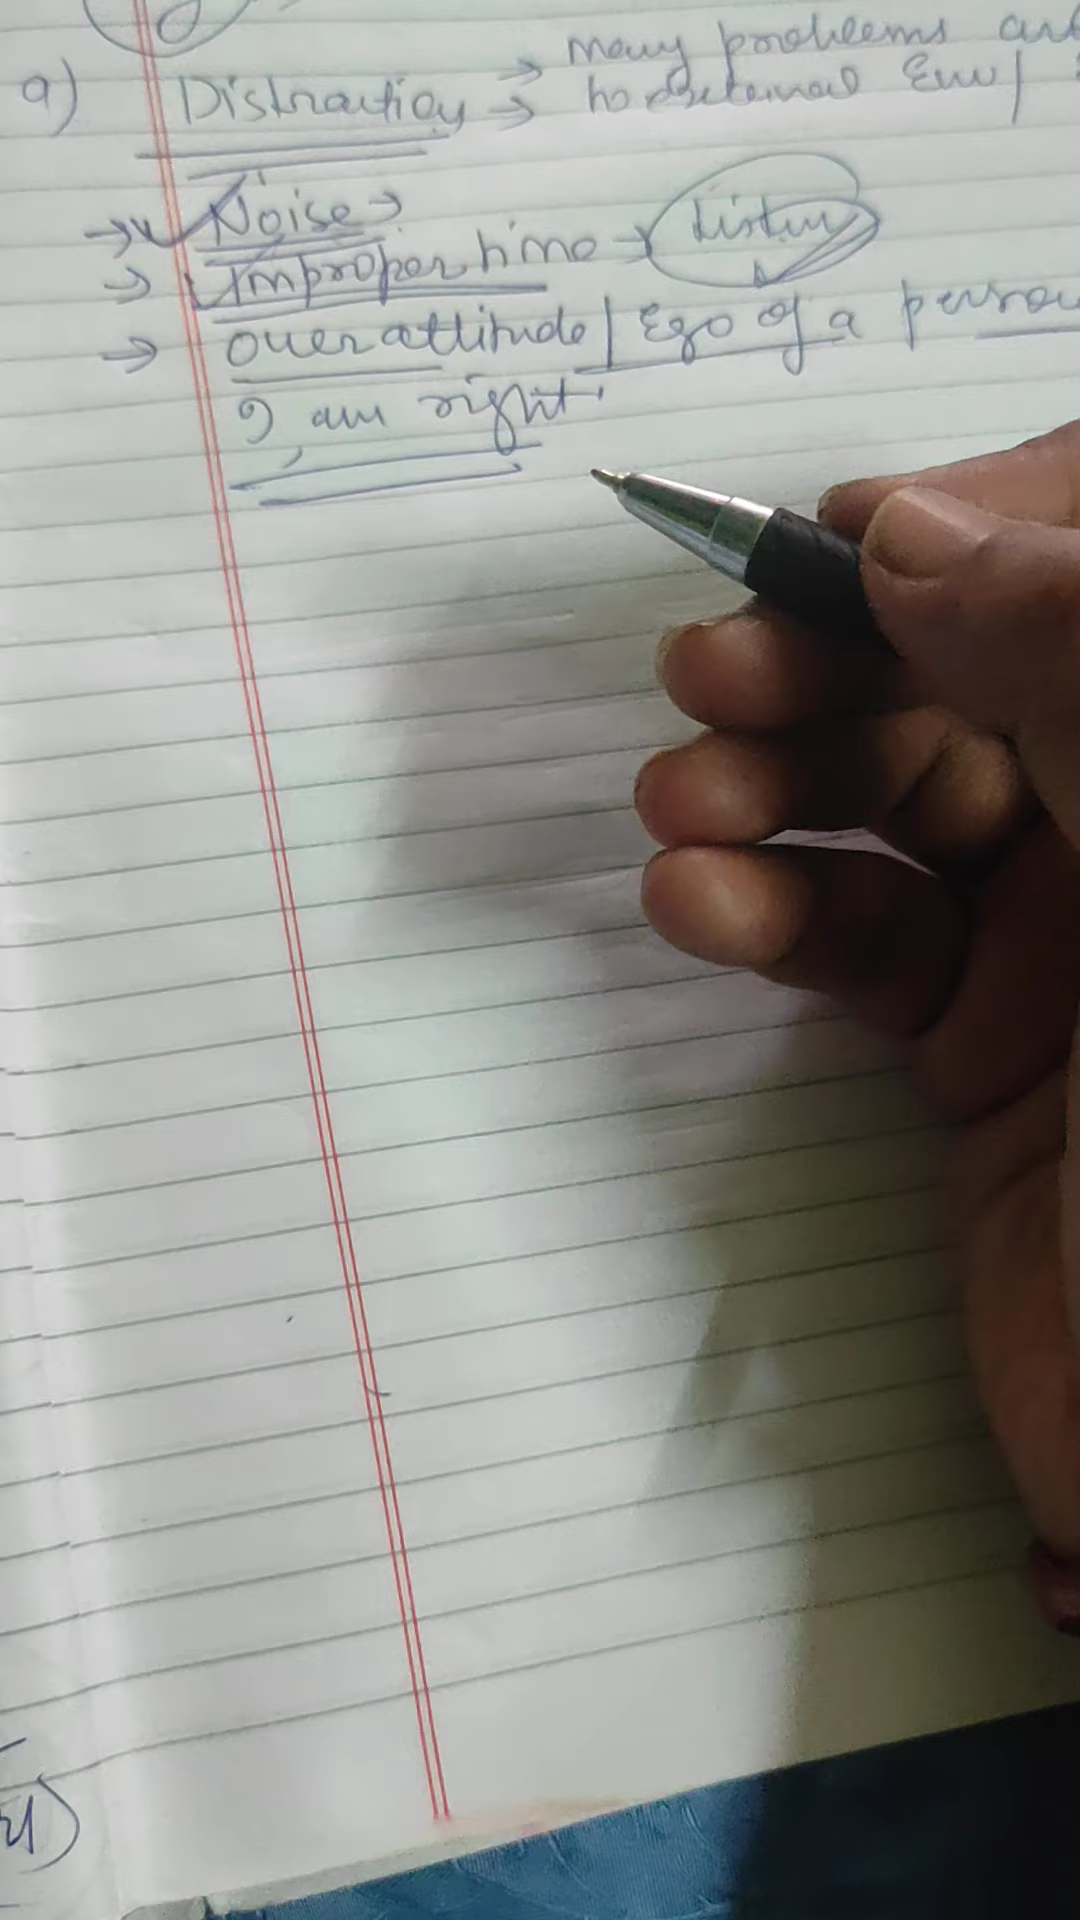 a) Distraction → many problems
→ to external Env/
→ Noise →
→ Improper time → Listen
→ over attitude / Ego of a person
I am right.